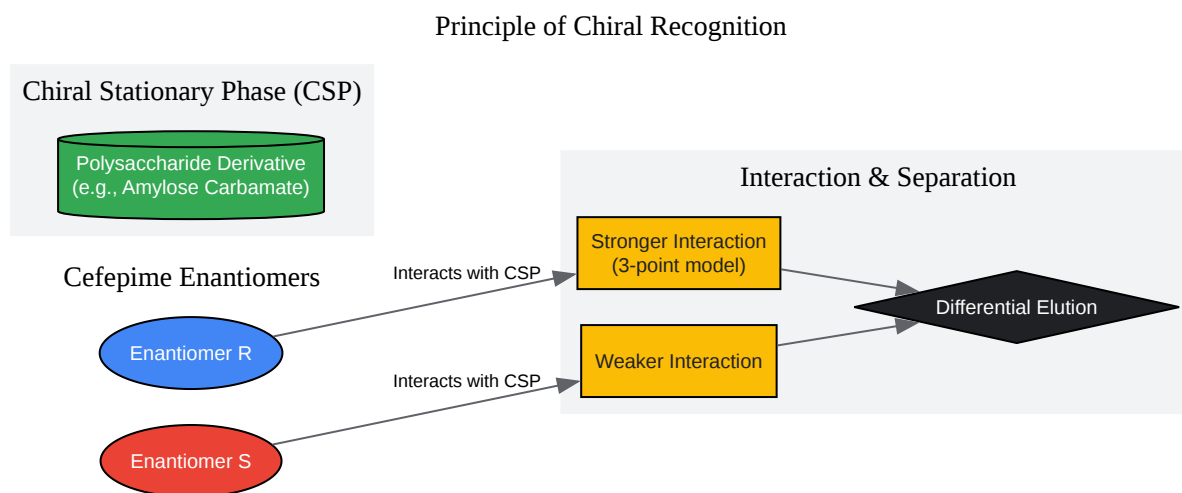 Principle of Chiral Recognition
Chiral Stationary Phase (CSP)
Polysaccharide Derivative
(e.g., Amylose Carbamate)
Cefepime Enantiomers
Enantiomer R
Enantiomer S
Interacts with CSP
Interacts with CSP
Interaction & Separation
Stronger Interaction
(3-point model)
Weaker Interaction
Differential Elution